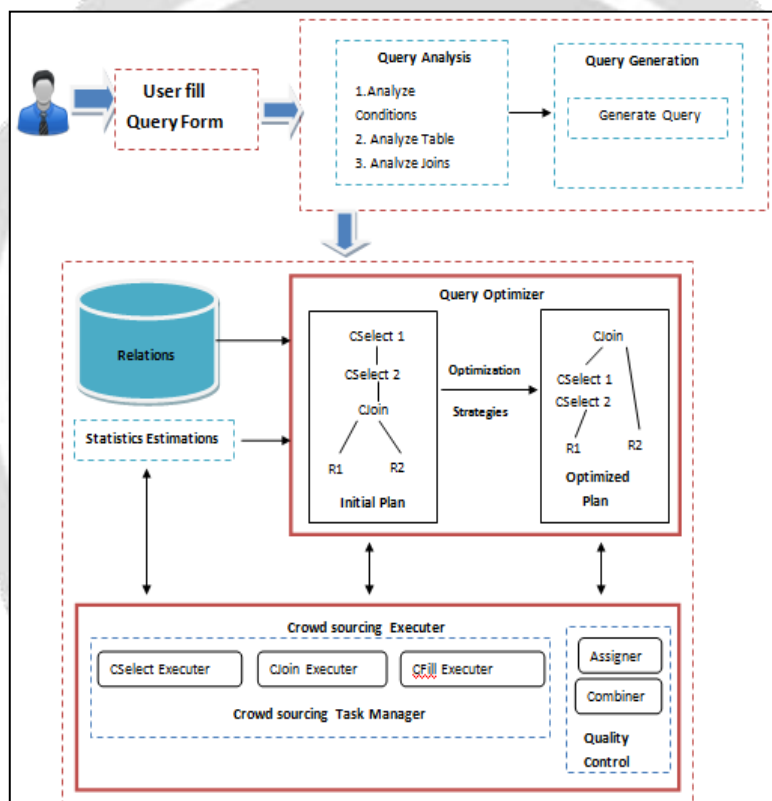 User fill
Query Form
Query Analysis
1.Analyze
Conditions
2. Analyze Table
3. Analyze Joins
Query Generation
Generate Query
Relations
Statistics Estimations
Query Optimizer
CSelect 1
CSelect 2
CJoin
R1
R2
Initial Plan
Optimization
Strategies
CJoin
CSelect 1
CSelect 2
R1
R2
Optimized
Plan
Crowd sourcing Executer
CSelect Executer
CJoin Executer
CFill Executer
Crowd sourcing Task Manager
Assigner
Combiner
Quality
Control